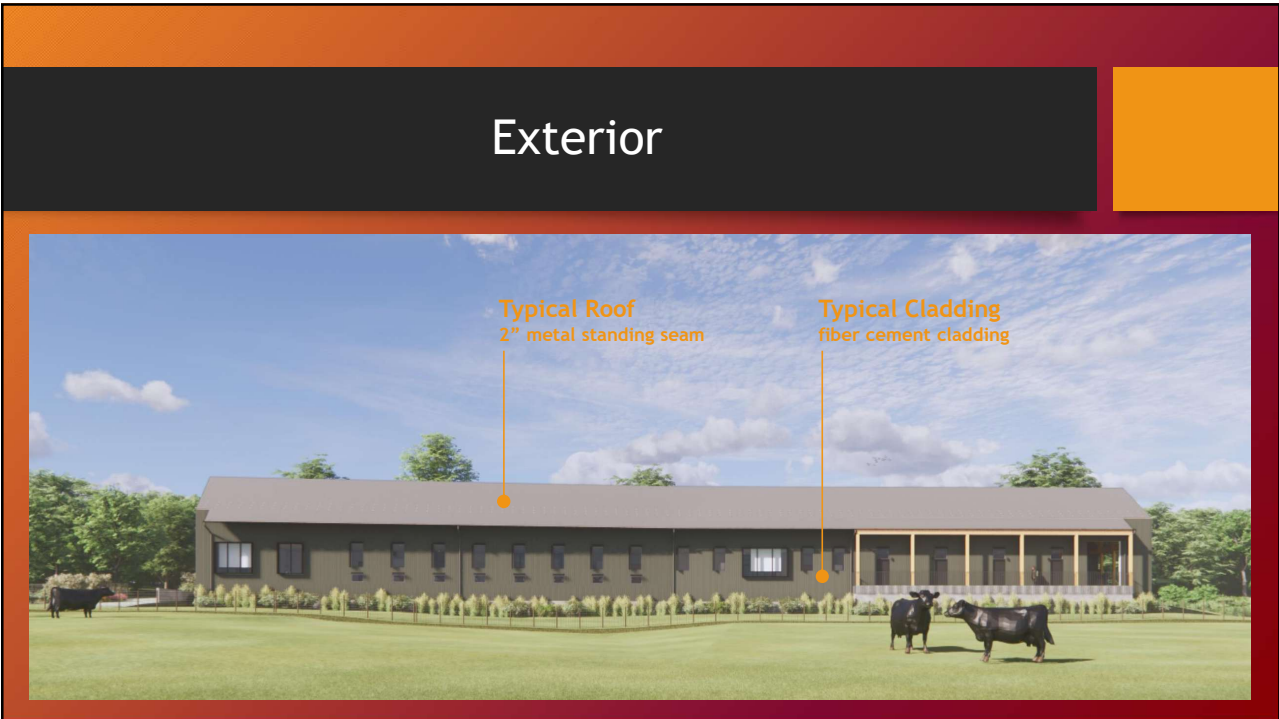 Exterior
Typical Roof
2” metal standing seam
Typical Cladding
fiber cement cladding